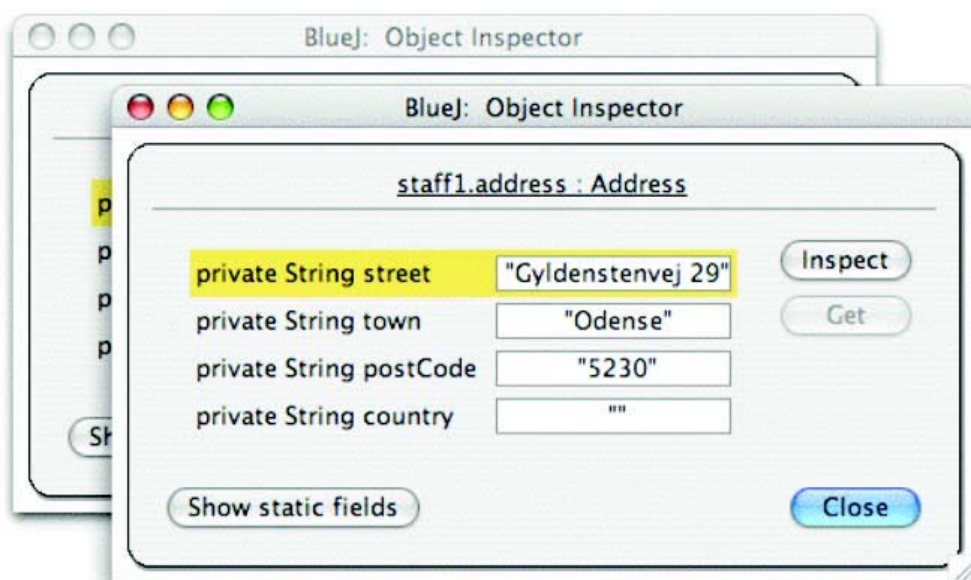 BlueJ: Object Inspector
BlueJ: Object Inspector
staff1.address : Address
private String street "Gyldenstenvej 29"
Inspect
private String town "Odense"
Get
private String postCode "5230"
private String country ""
Show static fields
Close